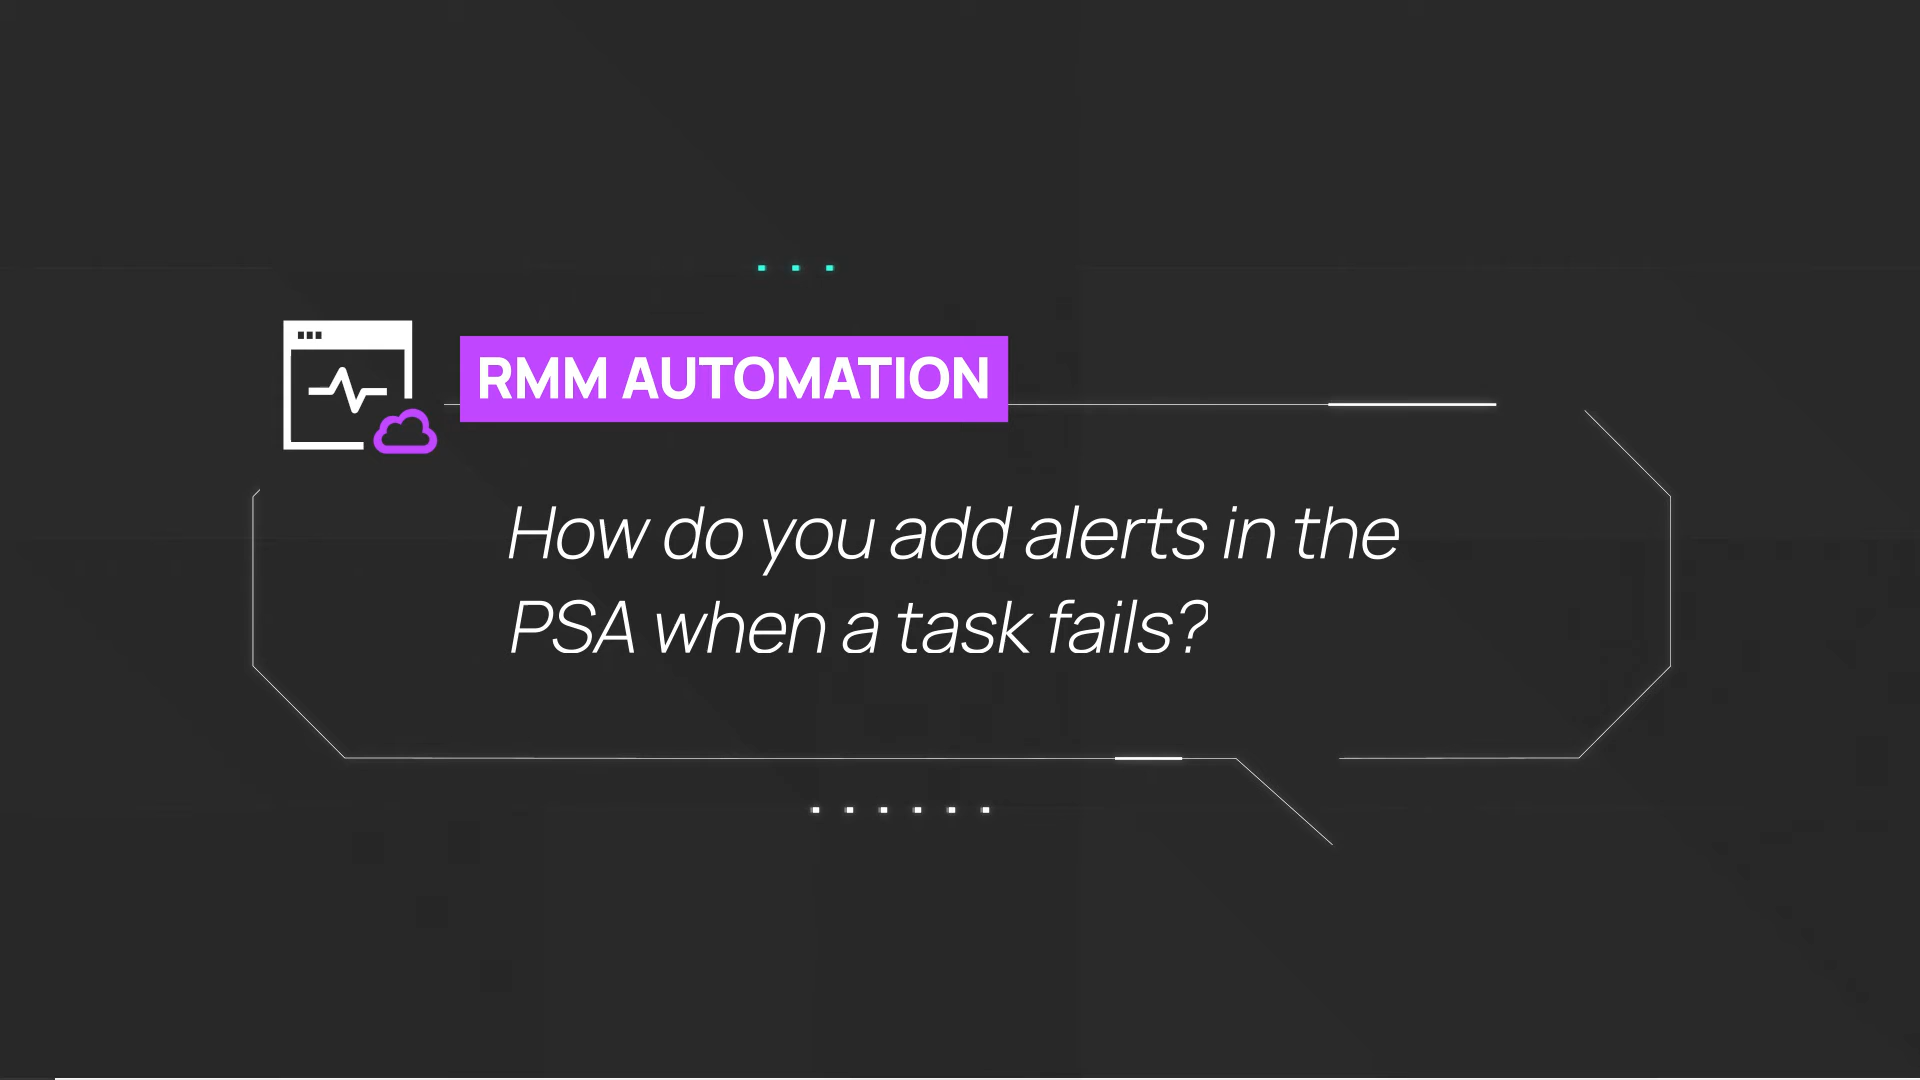 RMM AUTOMATION
How do you add alerts in the
PSA when a task fails?